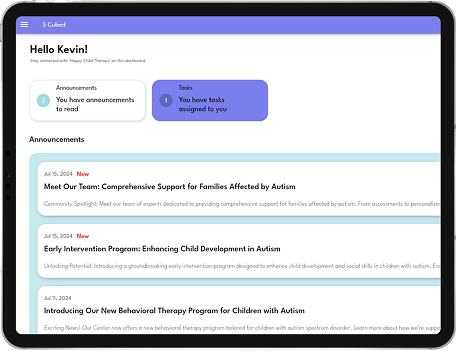 S Cubed
Hello Kevin!
Stay connected with 'Happy Child Therapy' on this dashboard
Announcements
3
You have announcements
to read
Tasks
1
You have tasks
assigned to you
Announcements
Jul 15, 2024 New
Meet Our Team: Comprehensive Support for Families Affected by Autism
Community Spotlight: Meet our team of experts dedicated to providing comprehensive support for families affected by autism. From assessments to personalize
Jul 15, 2024 New
Early Intervention Program: Enhancing Child Development in Autism
Unlocking Potential: Introducing a groundbreaking early intervention program designed to enhance child development and social skills in children with autism.
Jul 11, 2024
Introducing Our New Behavioral Therapy Program for Children with Autism
Exciting News! Our Center now offers a new behavioral therapy program tailored for children with autism spectrum disorder. Learn more about how we're